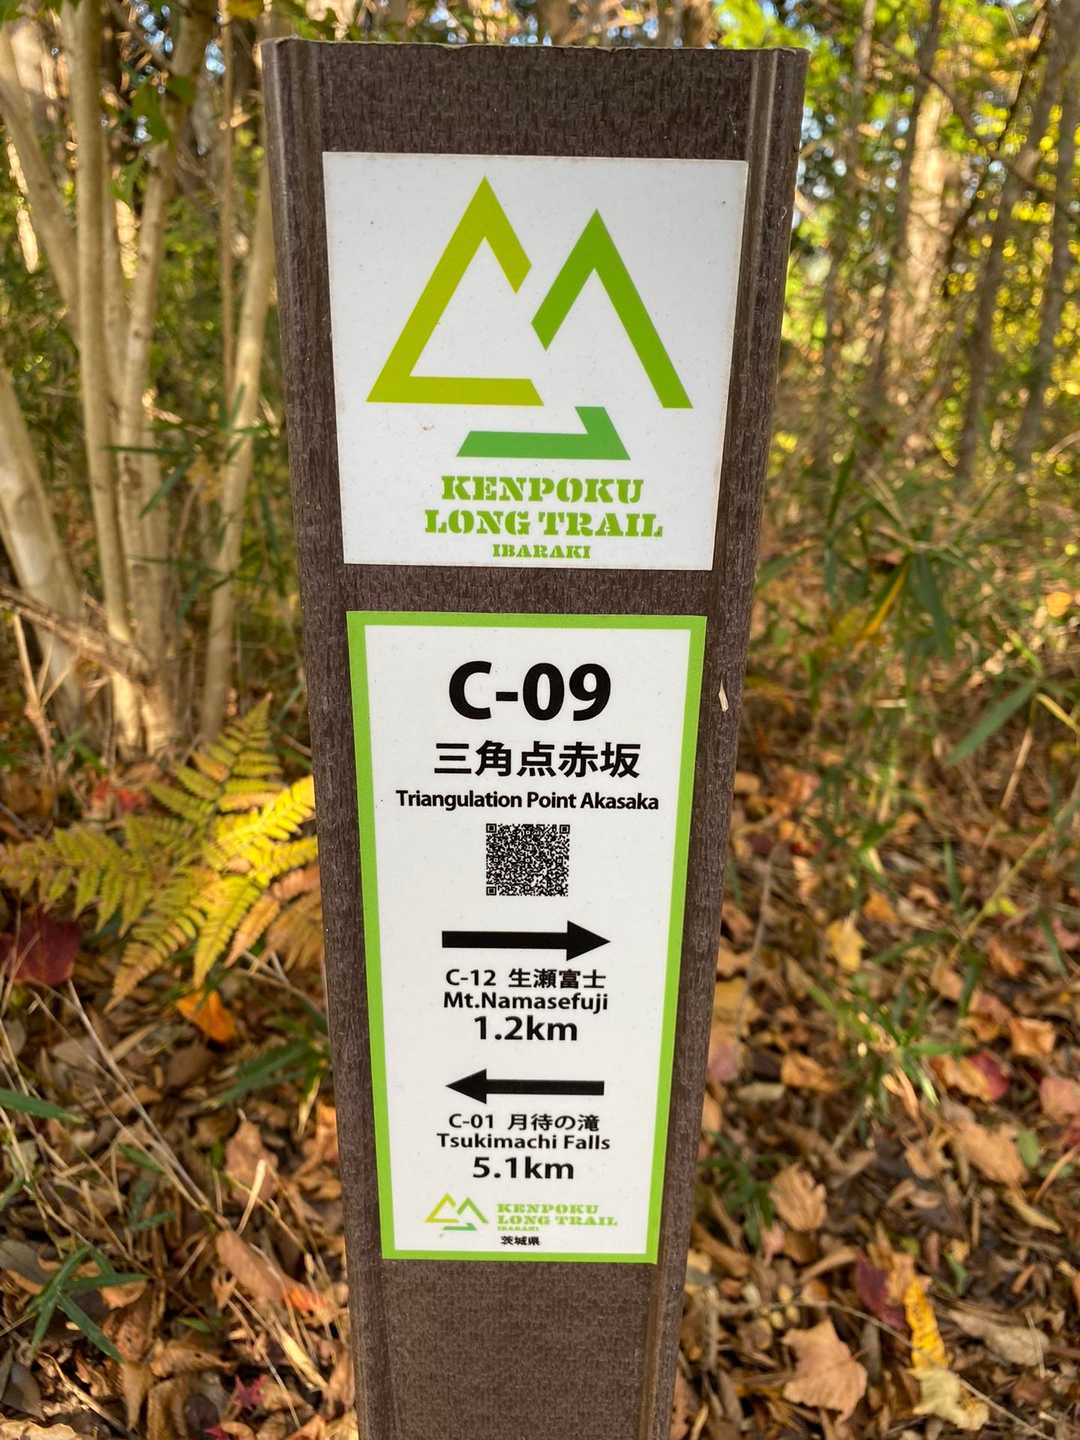 KENPOKU
LONG TRAIL
IBARAKI
C-09
三角点赤坂
Triangulation Point Akasaka
C-12 生瀬富士
Mt.Namasefuji
1.2km
C-01 月待の滝
Tsukimachi Falls
5.1km
KENPOKU
LONG TRAIL
IBARAKI
茨城県